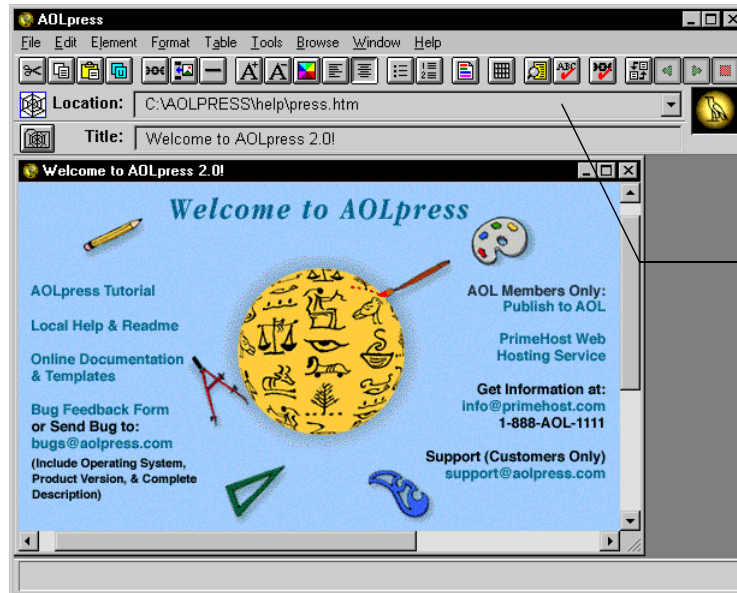 AOLpress
File Edit Element Format Table Tools Browse Window Help
A A ABC
Location: C:\AOLPRESS\help\press.htm
Title: Welcome to AOLpress 2.0!
Welcome to AOLpress 2.0!
Welcome to AOLpress
AOLpress Tutorial
Local Help & Readme
Online Documentation
& Templates
Bug Feedback Form
or Send Bug to:
bugs@aolpress.com
(Include Operating System,
Product Version, & Complete
Description)
AOL Members Only:
Publish to AOL
PrimeHost Web
Hosting Service
Get Information at:
info@primehost.com
1-888-AOL-1111
Support (Customers Only)
support@aolpress.com